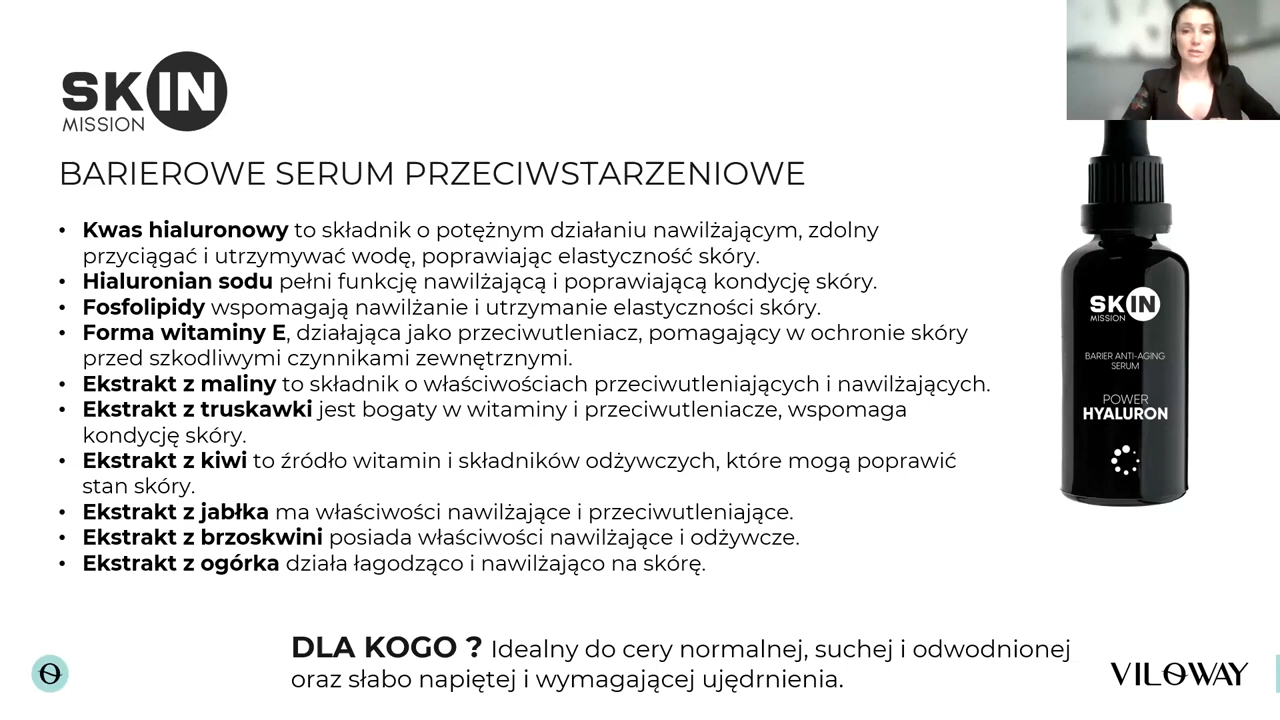 SKIN
MISSION
BARIEROWE SERUM PRZECIWSTARZENIOWE
• Kwas hialuronowy to składnik o potężnym działaniu nawilżającym, zdolny
przyciągać i utrzymywać wodę, poprawiając elastyczność skóry.
• Hialuronian sodu pełni funkcję nawilżającą i poprawiającą kondycję skóry.
• Fosfolipidy wspomagają nawilżanie i utrzymanie elastyczności skóry.
• Forma witaminy E, działająca jako przeciwutleniacz, pomagający w ochronie skóry
przed szkodliwymi czynnikami zewnętrznymi.
• Ekstrakt z maliny to składnik o właściwościach przeciwutleniających i nawilżających.
• Ekstrakt z truskawki jest bogaty w witaminy i przeciwutleniacze, wspomaga
kondycję skóry.
• Ekstrakt z kiwi to źródło witamin i składników odżywczych, które mogą poprawić
stan skóry.
• Ekstrakt z jabłka ma właściwości nawilżające i przeciwutleniające.
• Ekstrakt z brzoskwini posiada właściwości nawilżające i odżywcze.
• Ekstrakt z ogórka działa łagodząco i nawilżająco na skórę.
SKIN
MISSION
BARIER ANTI-AGING
SERUM
POWER
HYALURON
DLA KOGO ? Idealny do cery normalnej, suchej i odwodnionej
oraz słabo napiętej i wymagającej ujędrnienia.
VILOWAY